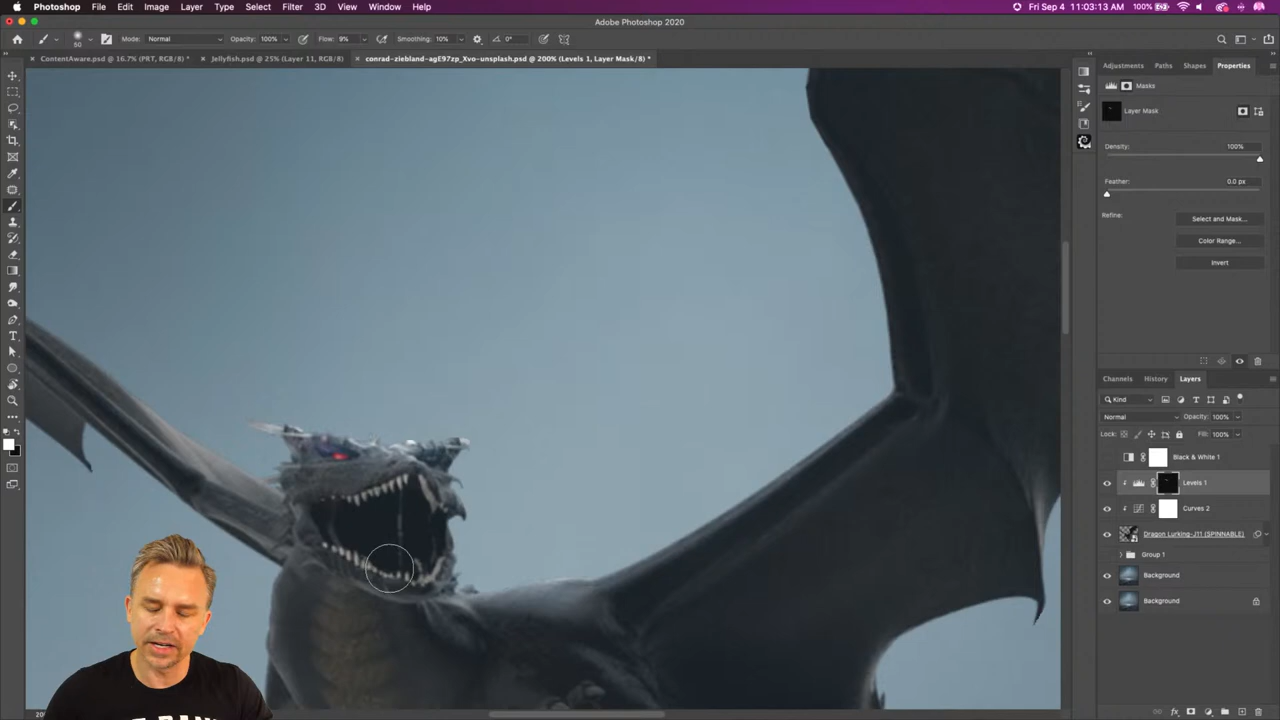 Photoshop File Edit Image Layer Type Select Filter 3D View Window Help 100% Fri Sep 4 11:03:13 AM
Adobe Photoshop 2020
50 Mode: Normal Opacity: 100% Flow: 9% Smoothing: 10% 0°
ContentAware.psd @ 16.7% (PRT, RGB/8) * Jellyfish.psd @ 25% (Layer 11, RGB/8) conrad-ziebland-agE97zp_Xvo-unsplash.psd @ 200% (Levels 1, Layer Mask/8) *
Adjustments Paths Shapes Properties
Masks
Layer Mask
Density: 100%
Feather: 0.0 px
Refine: Select and Mask...
Color Range...
Invert
Channels History Layers
Kind
Normal Opacity: 100%
Lock: Fill: 100%
Black & White 1
Levels 1
Curves 2
Dragon Lurking-J11 (SPINNABLE)
Group 1
Background
Background